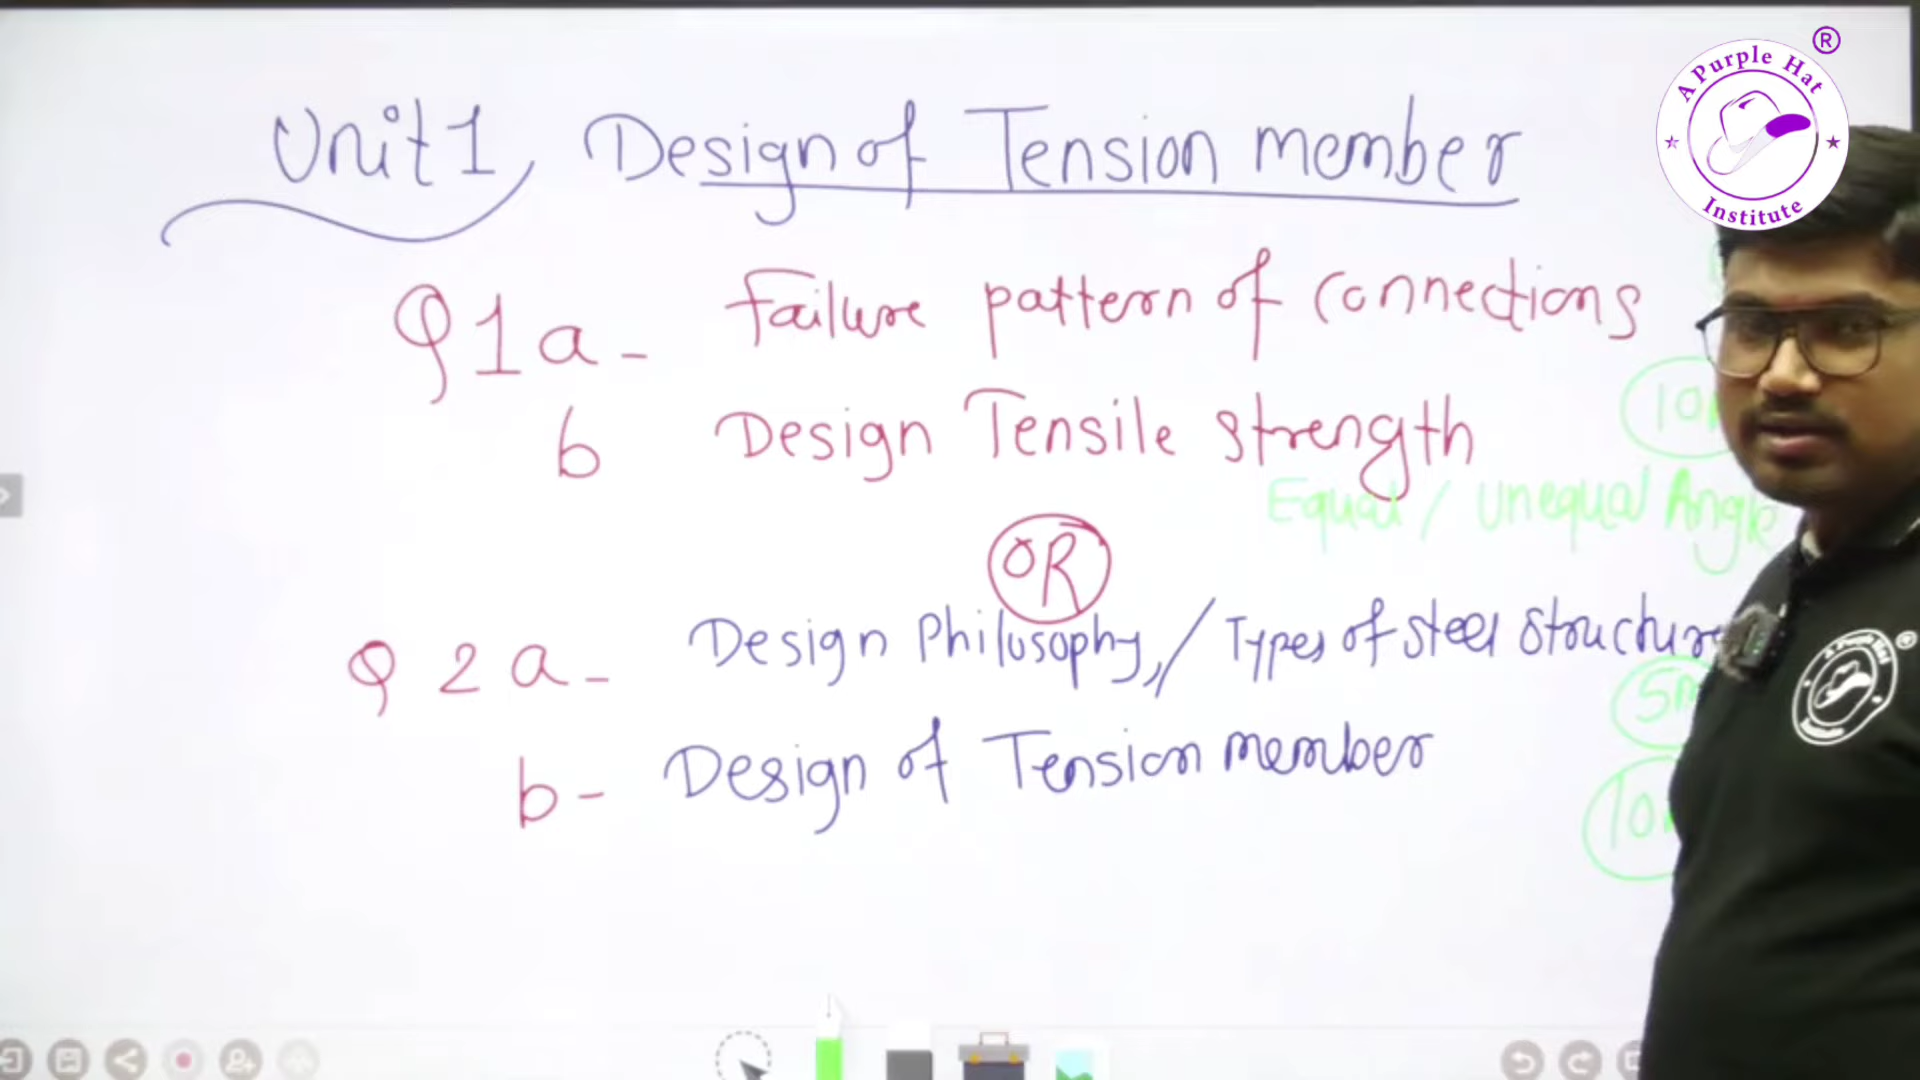 A Purple Hat Institute ®
Unit 1, Design of Tension member
Q1a - Failure pattern of connections
b Design Tensile strength
Equal / Unequal Angle
OR
Q2a - Design Philosophy, / Types of steel structure
b - Design of Tension member